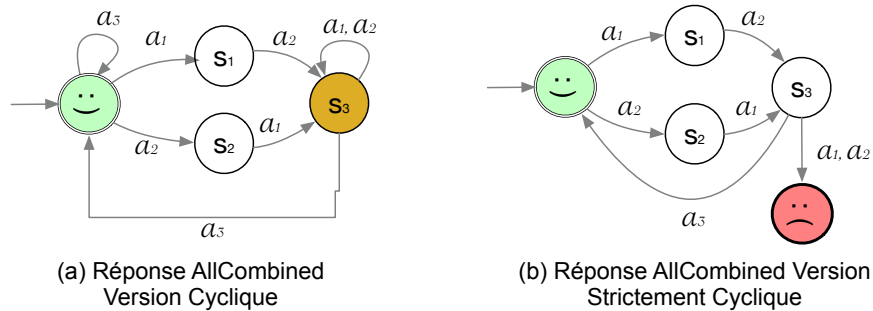 a3
a1
S1
a2
a1, a2
S3
a2
S2
a1
a3
(a) Réponse AllCombined
Version Cyclique
a1
S1
a2
S3
a2
S2
a1
a1, a2
a3
(b) Réponse AllCombined Version
Strictement Cyclique